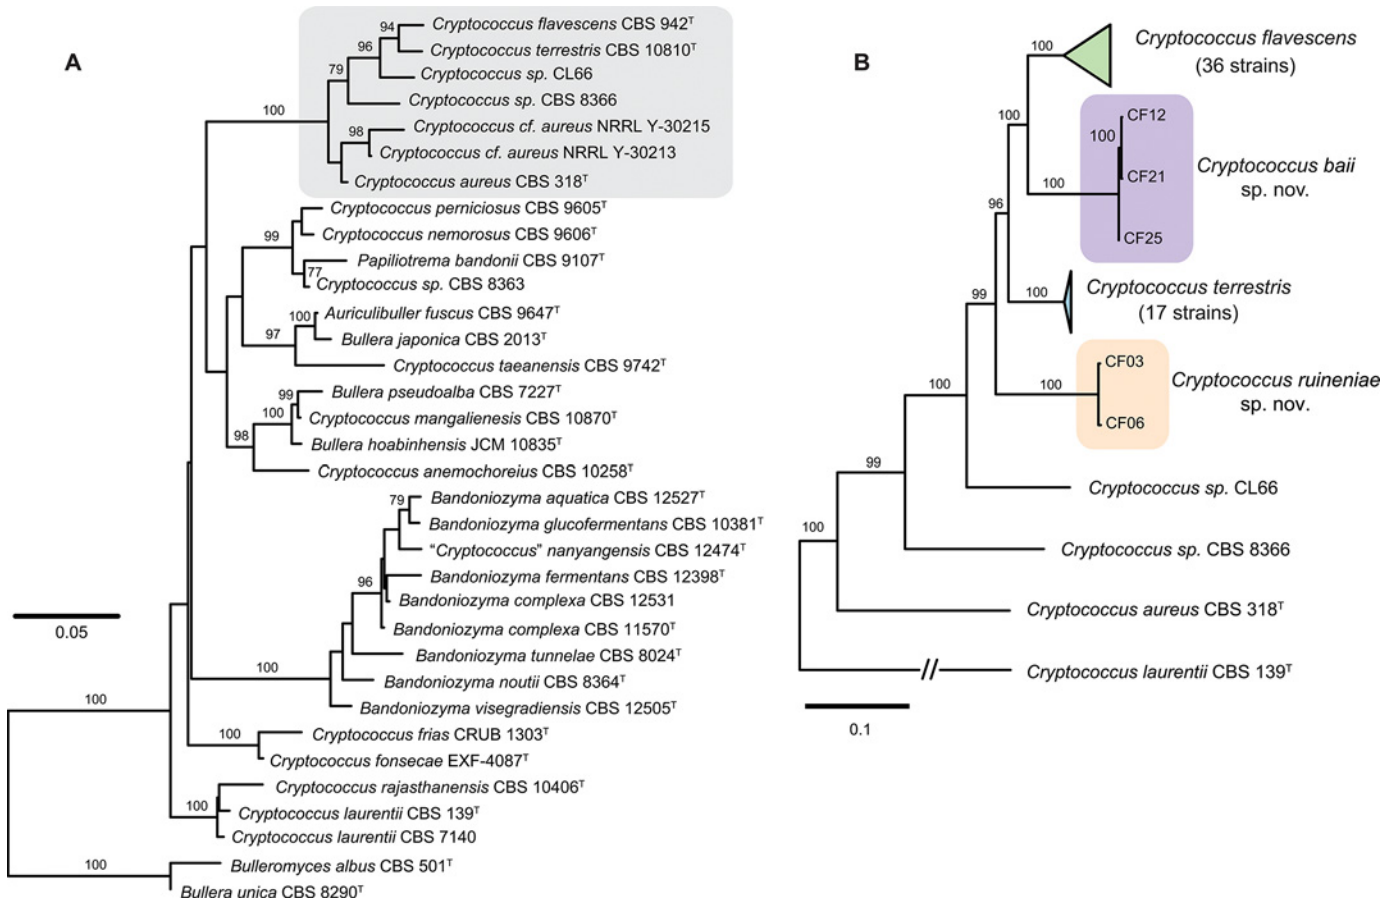 A
94
Cryptococcus flavescens CBS 942ᵀ
96
Cryptococcus terrestris CBS 10810ᵀ
79
Cryptococcus sp. CL66
Cryptococcus sp. CBS 8366
100
98
Cryptococcus cf. aureus NRRL Y-30215
Cryptococcus cf. aureus NRRL Y-30213
Cryptococcus aureus CBS 318ᵀ
Cryptococcus perniciosus CBS 9605ᵀ
99
Cryptococcus nemorosus CBS 9606ᵀ
Papiliotrema bandonii CBS 9107ᵀ
77
Cryptococcus sp. CBS 8363
100
Auriculibuller fuscus CBS 9647ᵀ
97
Bullera japonica CBS 2013ᵀ
Cryptococcus taeanensis CBS 9742ᵀ
99
Bullera pseudoalba CBS 7227ᵀ
100
Cryptococcus mangalienesis CBS 10870ᵀ
98
Bullera hoabinhensis JCM 10835ᵀ
Cryptococcus anemochoreius CBS 10258ᵀ
79
Bandoniozyma aquatica CBS 12527ᵀ
Bandoniozyma glucofermentans CBS 10381ᵀ
“Cryptococcus” nanyangensis CBS 12474ᵀ
96
Bandoniozyma fermentans CBS 12398ᵀ
Bandoniozyma complexa CBS 12531
Bandoniozyma complexa CBS 11570ᵀ
100
Bandoniozyma tunnelae CBS 8024ᵀ
Bandoniozyma noutii CBS 8364ᵀ
Bandoniozyma visegradiensis CBS 12505ᵀ
0.05
100
100
Cryptococcus frias CRUB 1303ᵀ
Cryptococcus fonsecae EXF-4087ᵀ
Cryptococcus rajasthanensis CBS 10406ᵀ
100
Cryptococcus laurentii CBS 139ᵀ
Cryptococcus laurentii CBS 7140
100
Bulleromyces albus CBS 501ᵀ
Bullera unica CBS 8290ᵀ
B
100
Cryptococcus flavescens
(36 strains)
100
CF12
100
100
CF21
CF25
Cryptococcus baii
sp. nov.
96
100
Cryptococcus terrestris
(17 strains)
99
100
CF03
CF06
Cryptococcus ruineniae
sp. nov.
100
Cryptococcus sp. CL66
99
Cryptococcus sp. CBS 8366
100
Cryptococcus aureus CBS 318ᵀ
Cryptococcus laurentii CBS 139ᵀ
0.1